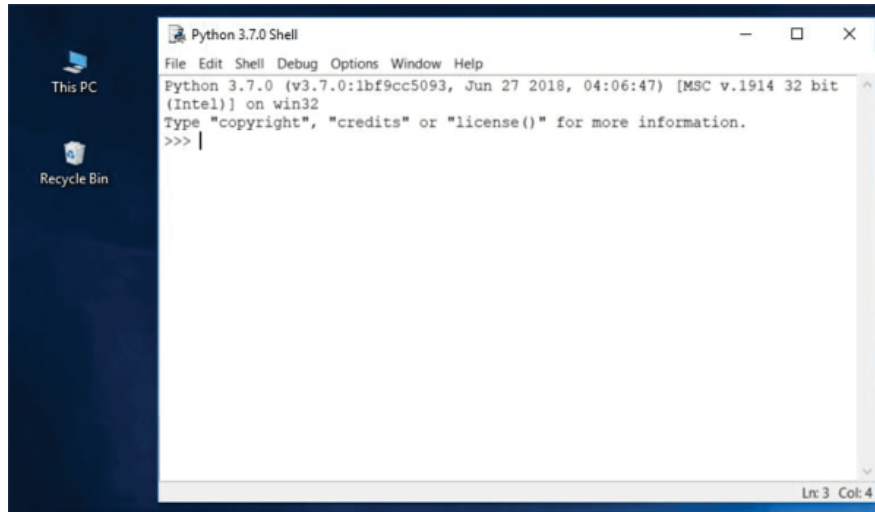 This PC
Recycle Bin
Python 3.7.0 Shell
File Edit Shell Debug Options Window Help
Python 3.7.0 (v3.7.0:1bf9cc5093, Jun 27 2018, 04:06:47) [MSC v.1914 32 bit
(Intel)] on win32
Type "copyright", "credits" or "license()" for more information.
>>>
Ln: 3 Col: 4